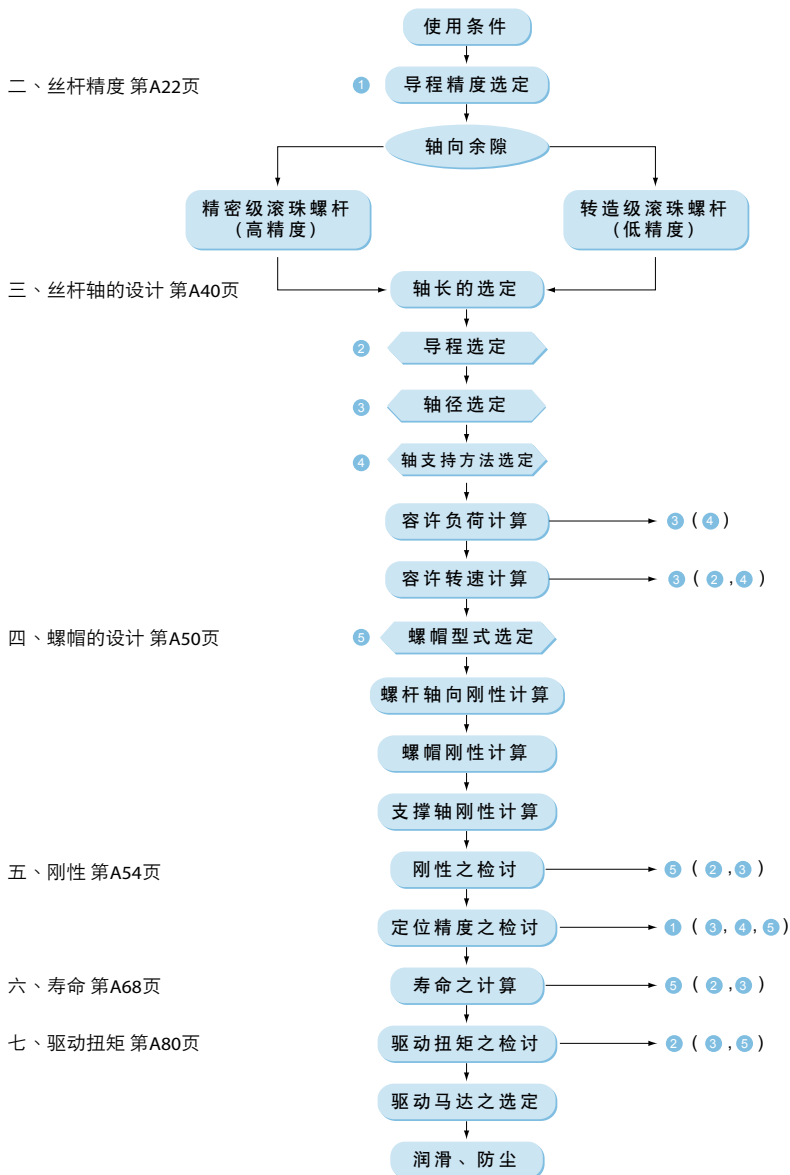 使用条件
二、丝杆精度 第A22页
1 导程精度选定
轴向余隙
精密级滚珠螺杆
(高精度)
转造级滚珠螺杆
(低精度)
三、丝杆轴的设计 第A40页
轴长的选定
2 导程选定
3 轴径选定
4 轴支持方法选定
容许负荷计算 3 ( 4 )
容许转速计算 3 ( 2 , 4 )
四、螺帽的设计 第A50页
5 螺帽型式选定
螺杆轴向刚性计算
螺帽刚性计算
支撑轴刚性计算
五、刚性 第A54页
刚性之检讨 5 ( 2 , 3 )
定位精度之检讨 1 ( 3, 4, 5 )
六、寿命 第A68页
寿命之计算 5 ( 2 , 3 )
七、驱动扭矩 第A80页
驱动扭矩之检讨 2 ( 3 , 5 )
驱动马达之选定
润滑、防尘